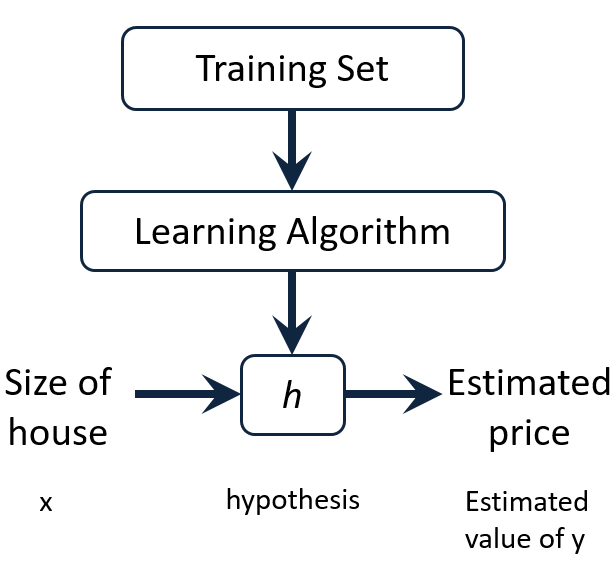 Training Set
Learning Algorithm
Size of
house
h
Estimated
price
x
hypothesis
Estimated
value of y